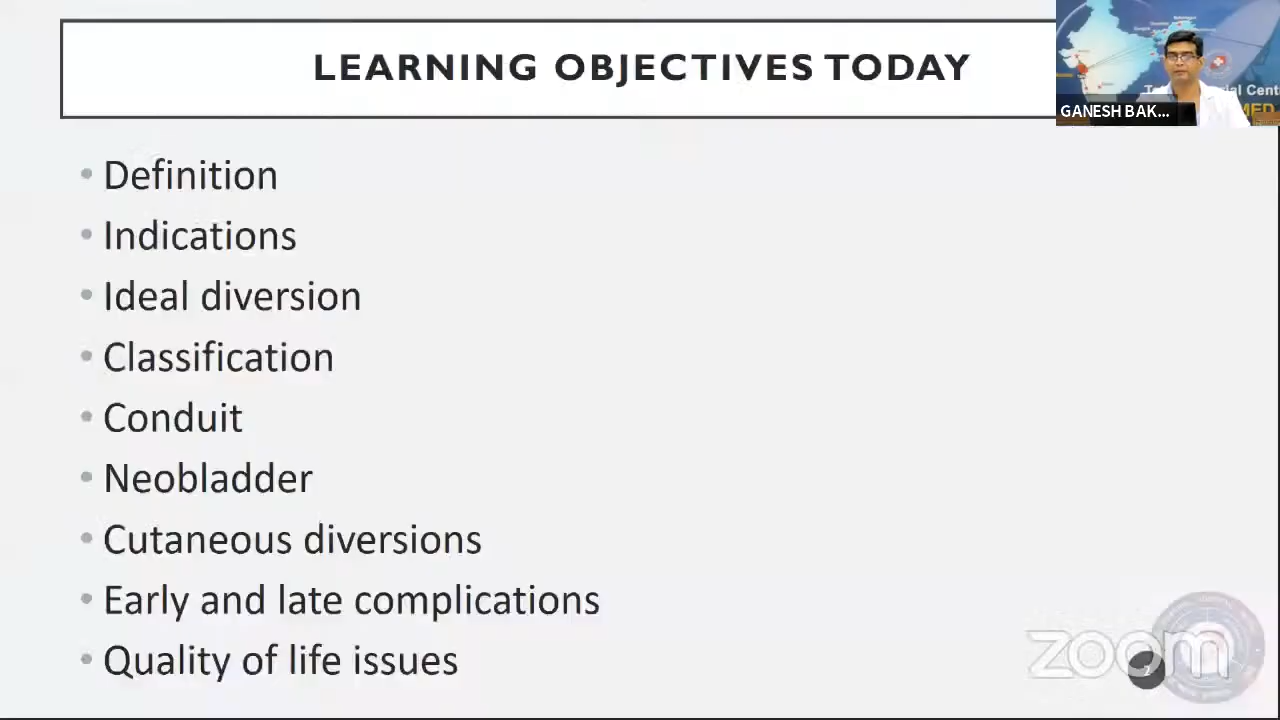 LEARNING OBJECTIVES TODAY
GANESH BAK...
• Definition
• Indications
• Ideal diversion
• Classification
• Conduit
• Neobladder
• Cutaneous diversions
• Early and late complications
• Quality of life issues
zoom
2